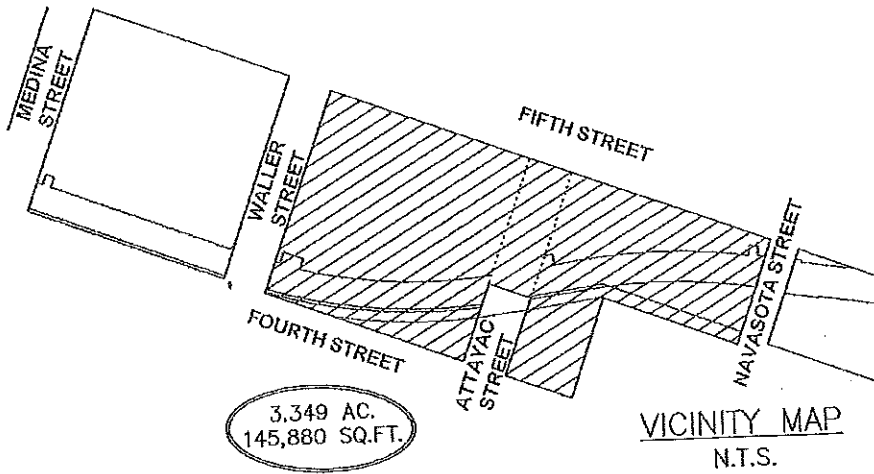 MEDINA
STREET
WALLER
STREET
FIFTH STREET
NAVASOTA STREET
FOURTH STREET
ATTAYAC
STREET
3.349 AC.
145,880 SQ.FT.
VICINITY MAP
N.T.S.